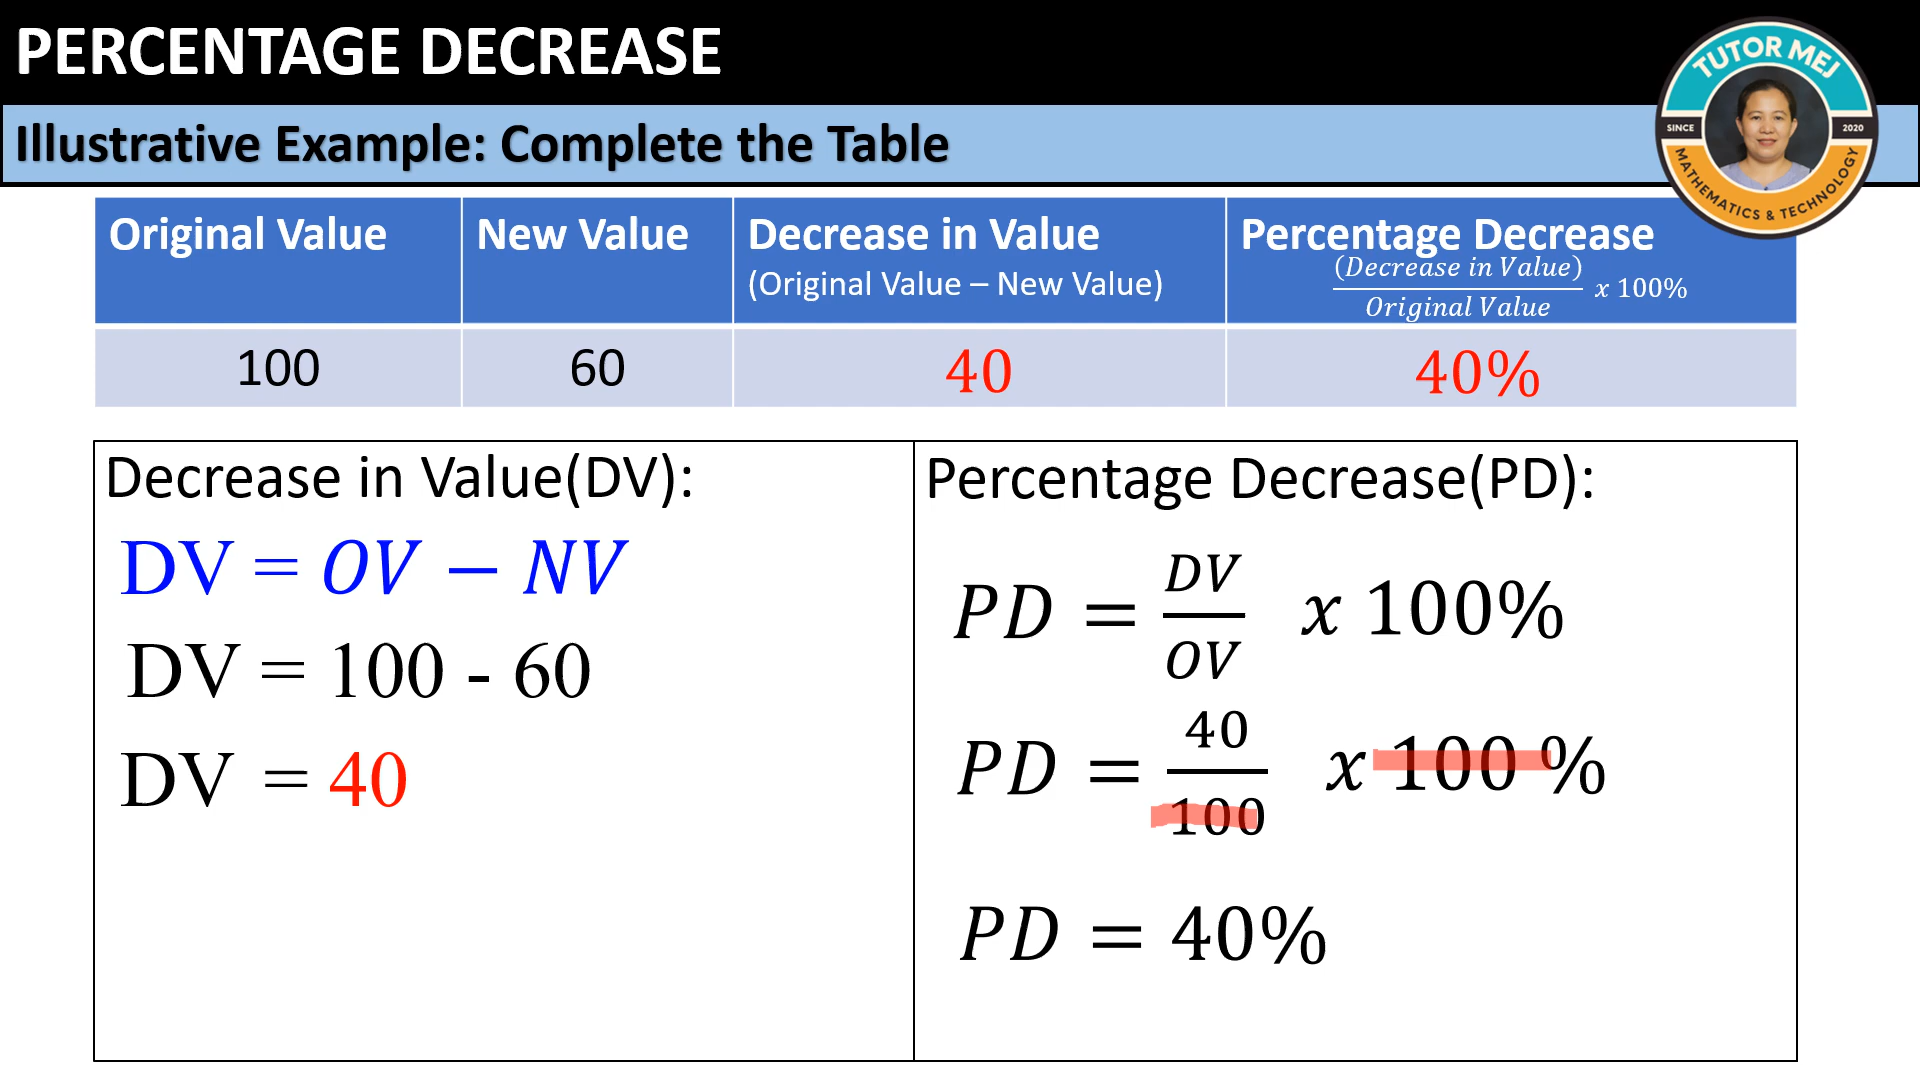 PERCENTAGE DECREASE
Illustrative Example: Complete the Table
TUTOR MEJ
SINCE 2020
MATHEMATICS & TECHNOLOGY
Original Value New Value Decrease in Value Percentage Decrease
(Original Value – New Value) (Decrease in Value)/Original Value x 100%
100 60 40 40%
Decrease in Value(DV):
DV = OV − NV
DV = 100 - 60
DV = 40
Percentage Decrease(PD):
PD = DV/OV x 100%
PD = 40/100 x 100 %
PD = 40%